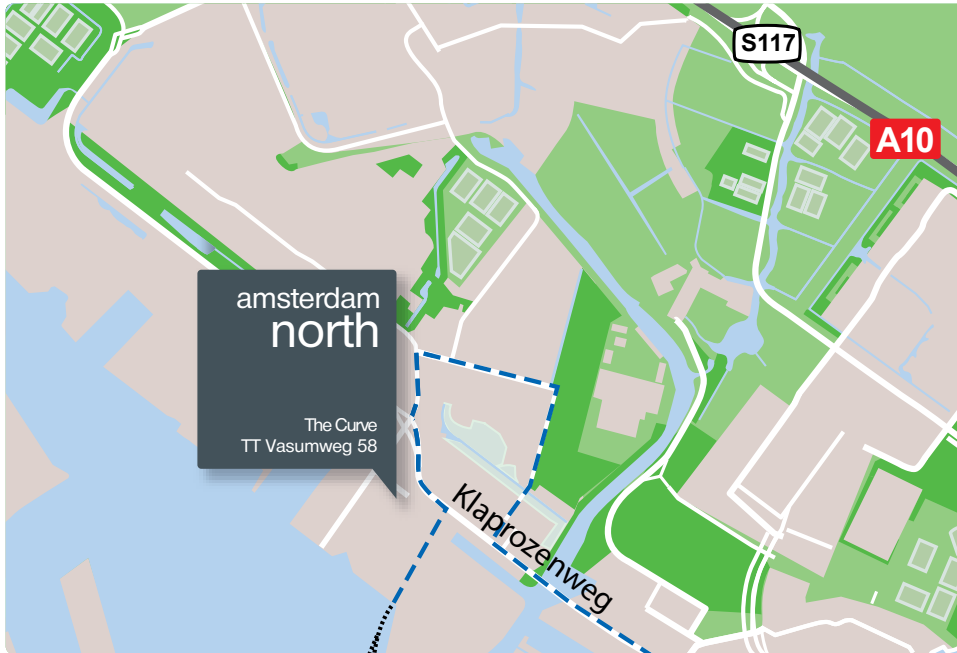 S117
A10
amsterdam
north
The Curve
TT Vasumweg 58
Klaprozenweg